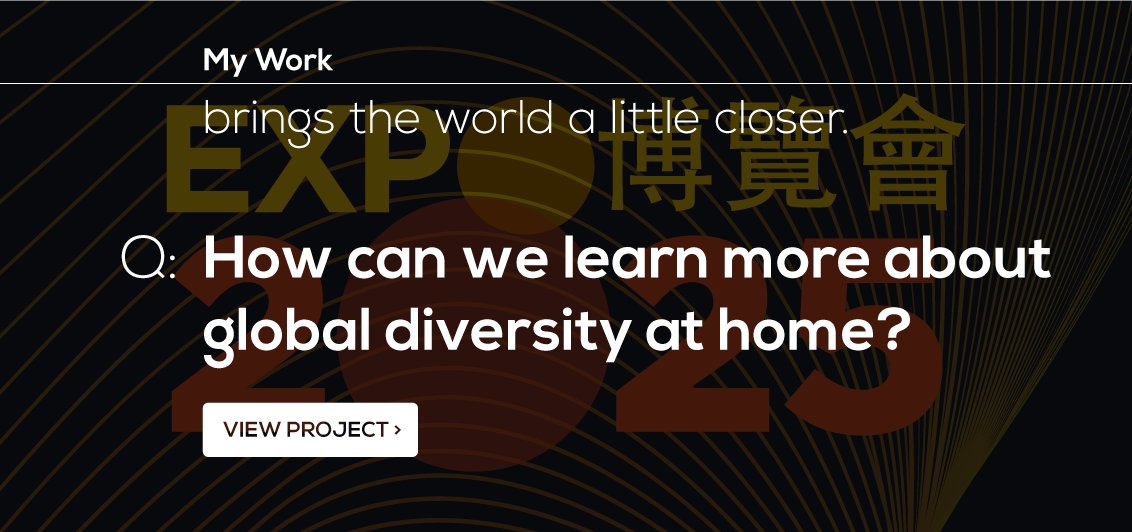 My Work
brings the world a little closer.
EXPO 博覽會
2025
Q: How can we learn more about
global diversity at home?
VIEW PROJECT >